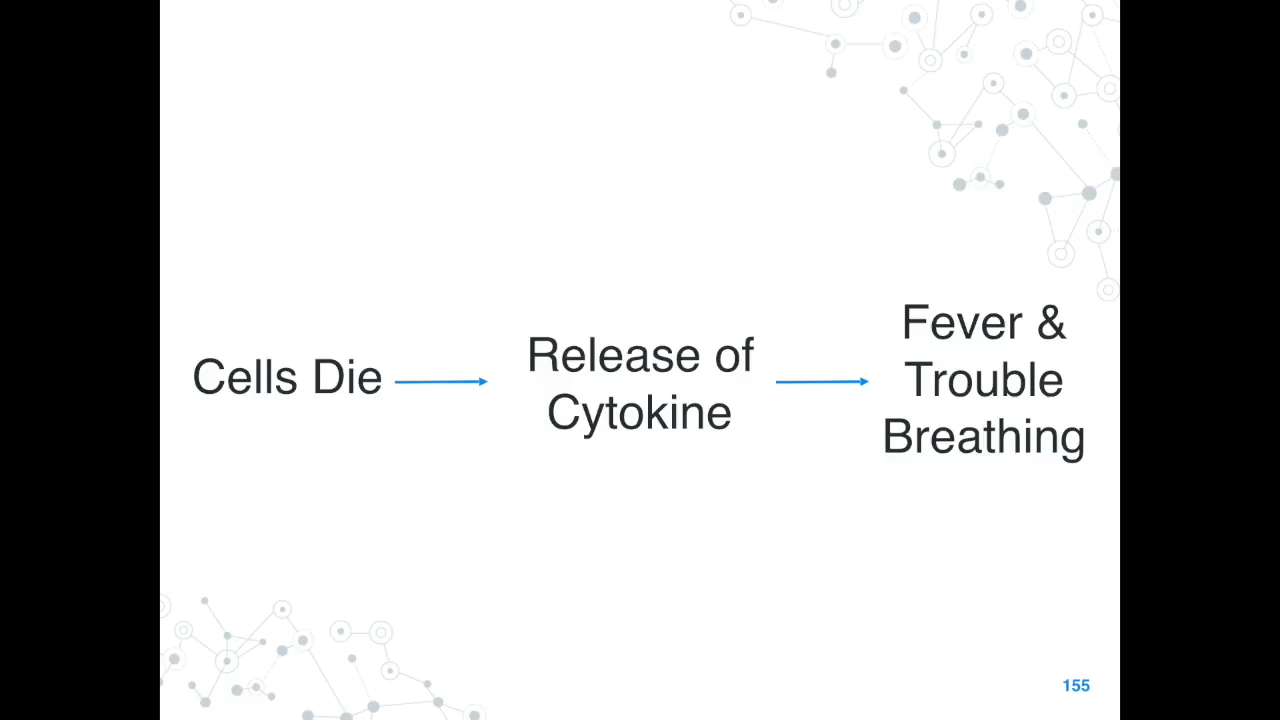 Cells Die
Release of
Cytokine
Fever &
Trouble
Breathing
155